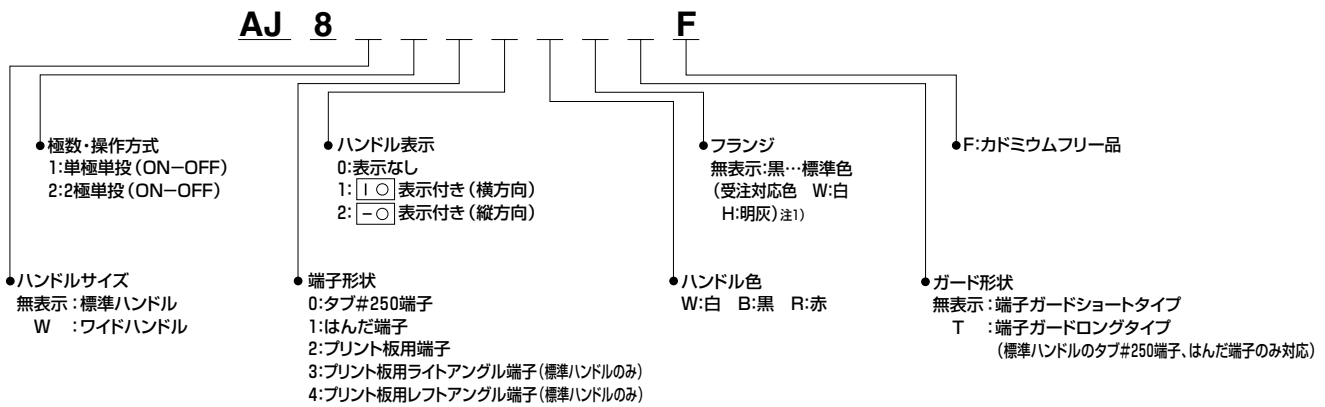 AJ 8 F
●極数・操作方式
1:単極単投(ON－OFF)
2:2極単投(ON－OFF)
●ハンドル表示
0:表示なし
1: I ○ 表示付き(横方向)
2: － ○ 表示付き(縦方向)
●フランジ
無表示:黒…標準色
(受注対応色 W:白
H:明灰)注1)
●F:カドミウムフリー品
●ハンドルサイズ
無表示:標準ハンドル
W :ワイドハンドル
●端子形状
0:タブ#250端子
1:はんだ端子
2:プリント板用端子
3:プリント板用ライトアングル端子(標準ハンドルのみ)
4:プリント板用レフトアングル端子(標準ハンドルのみ)
●ハンドル色
W:白 B:黒 R:赤
●ガード形状
無表示:端子ガードショートタイプ
T :端子ガードロングタイプ
(標準ハンドルのタブ#250端子、はんだ端子のみ対応)